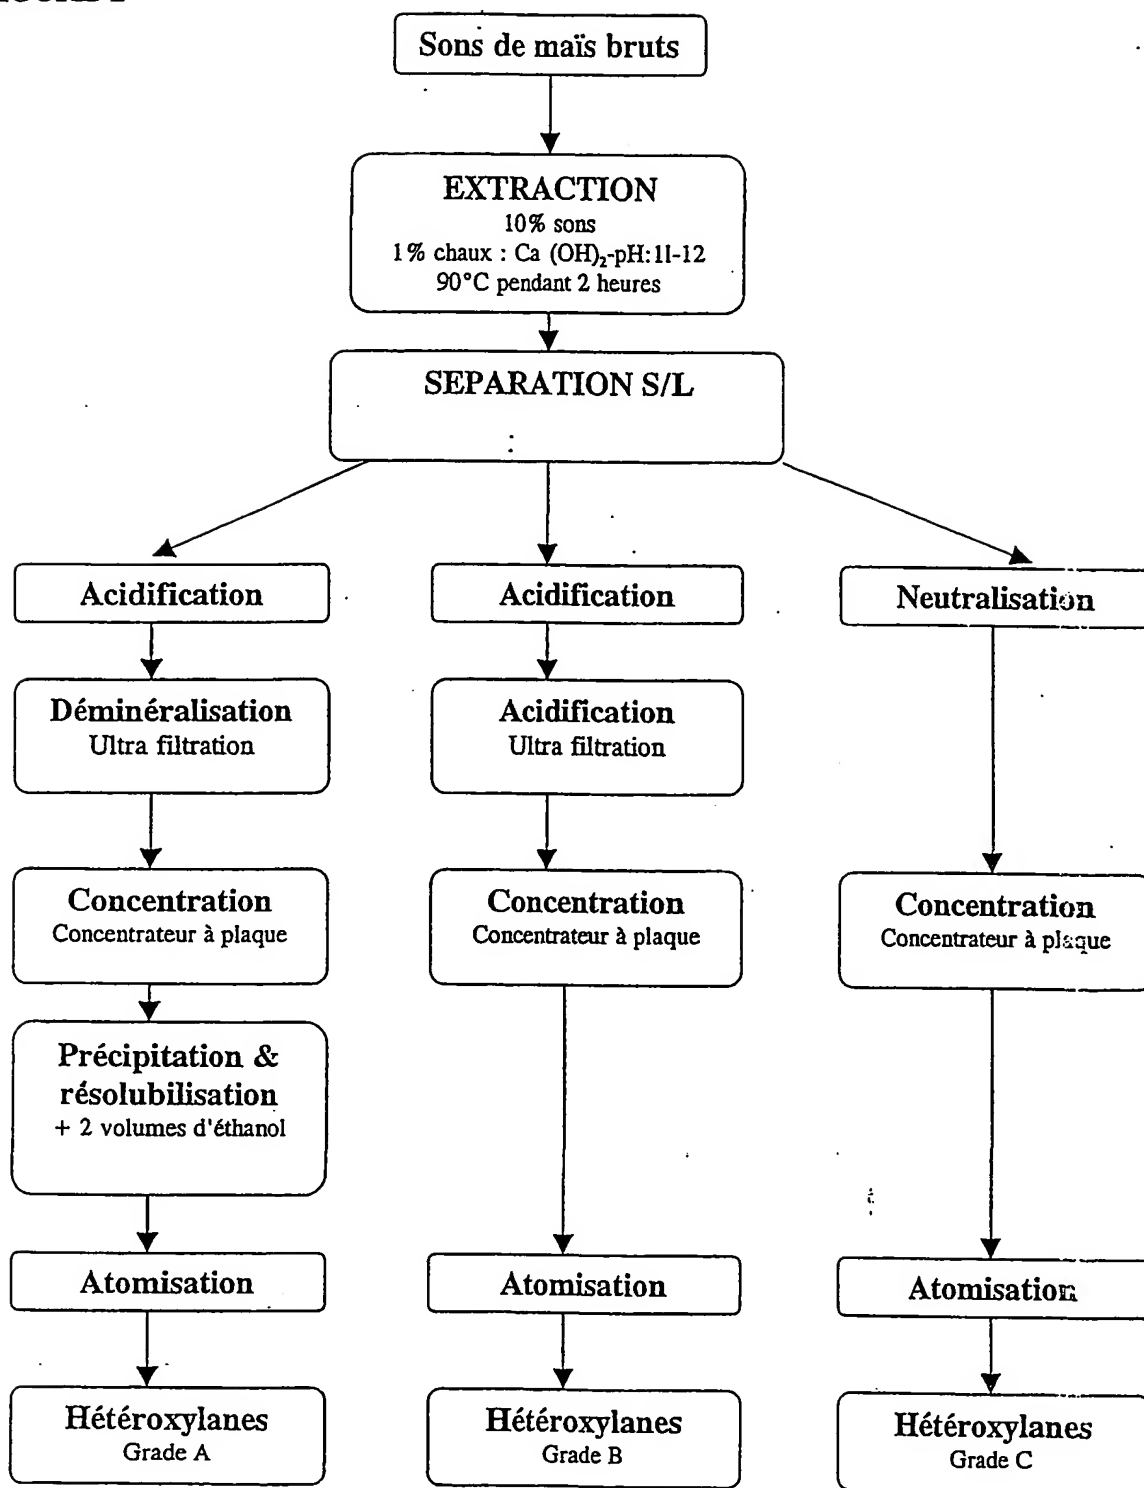 Sons de maïs bruts
EXTRACTION
10% sons
1% chaux : Ca (OH)₂-pH:11-12
90°C pendant 2 heures
SEPARATION S/L
:
Acidification
Déminéralisation
Ultra filtration
Concentration
Concentrateur à plaque
Précipitation &
résolubilisation
+ 2 volumes d'éthanol
Atomisation
Hétéroxylanes
Grade A
Acidification
Acidification
Ultra filtration
Concentration
Concentrateur à plaque
Atomisation
Hétéroxylanes
Grade B
Neutralisation
Concentration
Concentrateur à plaque
Atomisation
Hétéroxylanes
Grade C